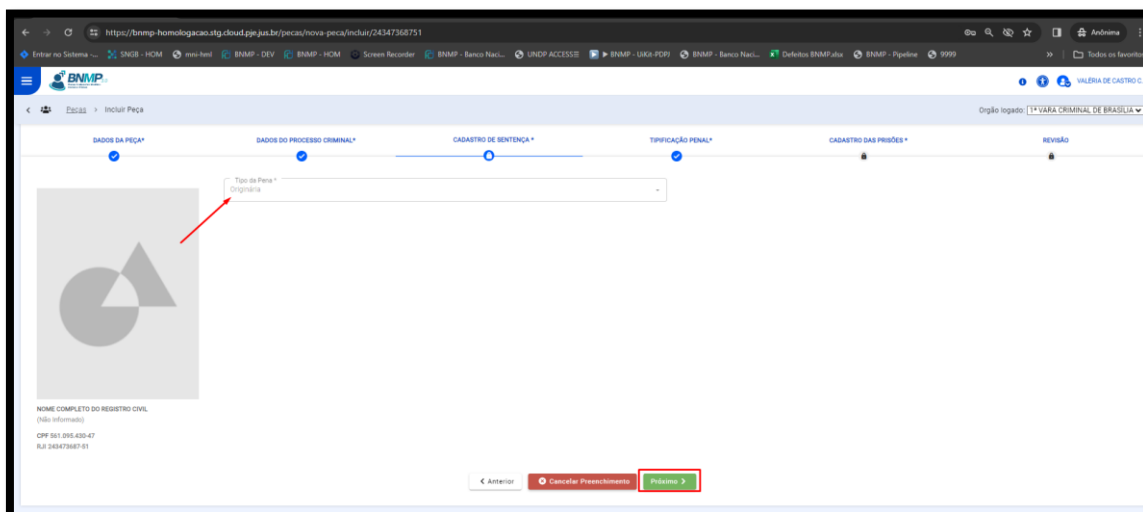 https://bnmp-homologacao.stg.cloud.pje.jus.br/pecas/nova-peca/incluir/24347368751
Anônima
Entrar no Sistema -... SNGB - HOM mni-hml BNMP - DEV BNMP - HOM Screen Recorder BNMP - Banco Naci... UNDP ACCESS® BNMP - UiKit-PDPJ BNMP - Banco Naci... Defeitos BNMP.xlsx BNMP - Pipeline 9999 » Todos os favoritos
BNMP
VALERIA DE CASTRO C.
Peças > Incluir Peça
Orgão logado: 1ª VARA CRIMINAL DE BRASÍLIA
DADOS DA PEÇA* DADOS DO PROCESSO CRIMINAL* CADASTRO DE SENTENÇA * TIPIFICAÇÃO PENAL* CADASTRO DAS PRISÕES * REVISÃO
Tipo da Pena *
Originária
NOME COMPLETO DO REGISTRO CIVIL
(Não Informado)
CPF 561.095.430-47
RJI 243473687-51
Anterior Cancelar Preenchimento Próximo